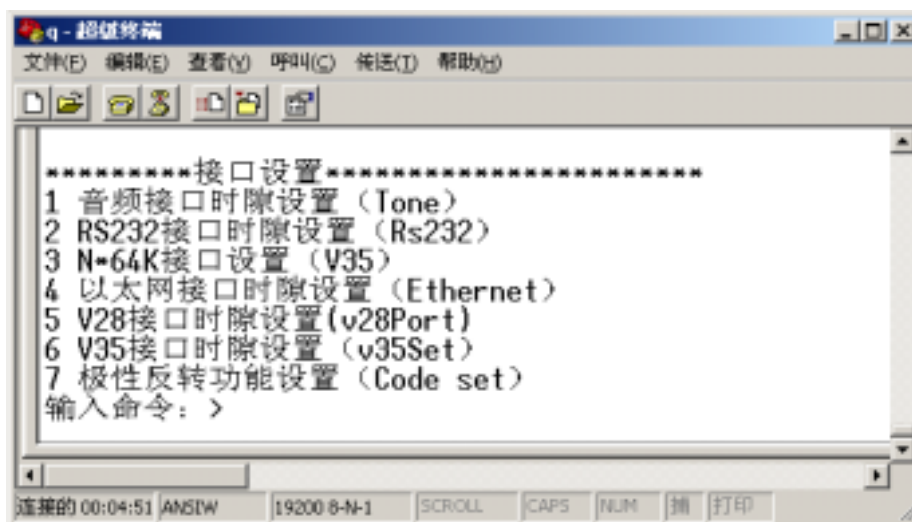 q - 超级终端
文件(F) 编辑(E) 查看(V) 呼叫(C) 传送(T) 帮助(H)
*********接口设置***********************
1 音频接口时隙设置（Tone）
2 RS232接口时隙设置（Rs232）
3 N*64K接口设置（V35）
4 以太网接口时隙设置（Ethernet）
5 V28接口时隙设置(v28Port)
6 V35接口时隙设置（v35Set）
7 极性反转功能设置（Code set）
输入命令：>
连接的 00:04:51 ANSIW 19200 8-N-1 SCROLL CAPS NUM 捕 打印